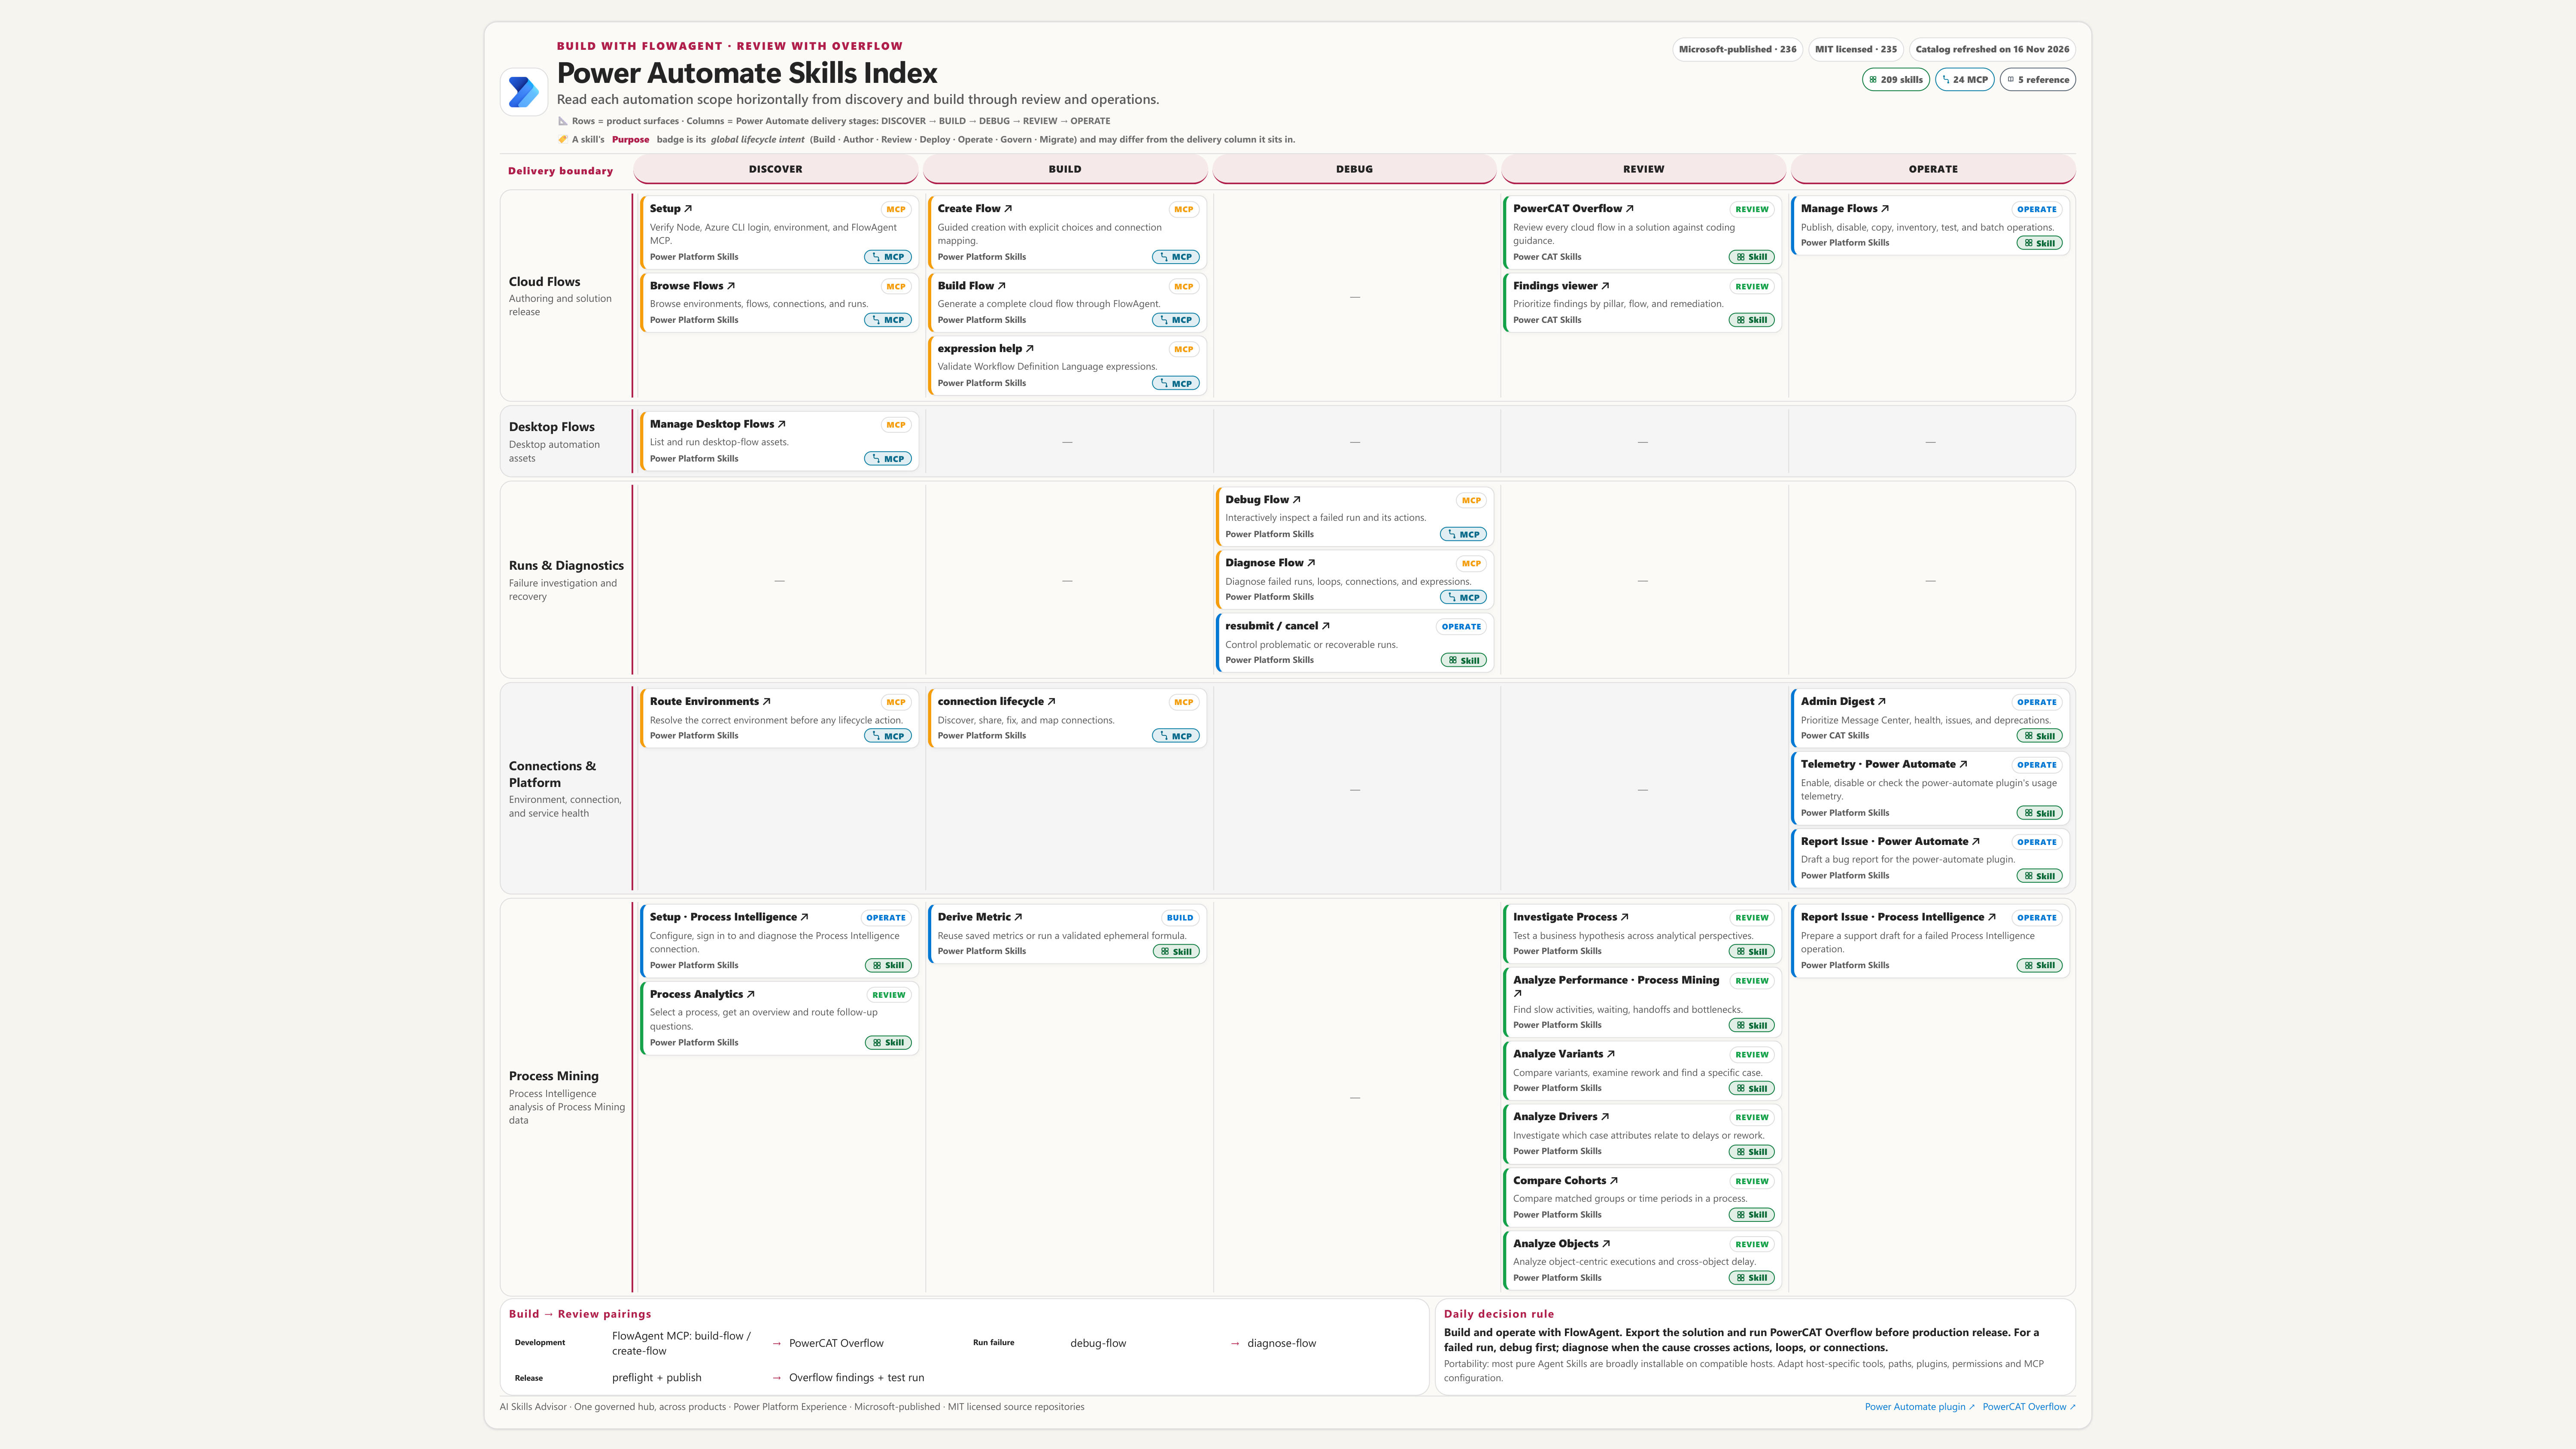 BUILD WITH FLOWAGENT · REVIEW WITH OVERFLOW
Power Automate Skills Index
Read each automation scope horizontally from discovery and build through review and operations.
📐 Rows = product surfaces · Columns = Power Automate delivery stages: DISCOVER → BUILD → DEBUG → REVIEW → OPERATE
🏷️ A skill's Purpose badge is its global lifecycle intent (Build · Author · Review · Deploy · Operate · Govern · Migrate) and may differ from the delivery column it sits in.
Microsoft-published · 236
MIT licensed · 235
Catalog refreshed on 16 Nov 2026
209 skills
24 MCP
5 reference
Delivery boundary
DISCOVER
BUILD
DEBUG
REVIEW
OPERATE
Cloud Flows
Authoring and solution
release
Setup ↗
MCP
Verify Node, Azure CLI login, environment, and FlowAgent
MCP.
Power Platform Skills
MCP
Browse Flows ↗
MCP
Browse environments, flows, connections, and runs.
Power Platform Skills
MCP
Create Flow ↗
MCP
Guided creation with explicit choices and connection
mapping.
Power Platform Skills
MCP
Build Flow ↗
MCP
Generate a complete cloud flow through FlowAgent.
Power Platform Skills
MCP
expression help ↗
MCP
Validate Workflow Definition Language expressions.
Power Platform Skills
MCP
—
PowerCAT Overflow ↗
REVIEW
Review every cloud flow in a solution against coding
guidance.
Power CAT Skills
Skill
Findings viewer ↗
REVIEW
Prioritize findings by pillar, flow, and remediation.
Power CAT Skills
Skill
Manage Flows ↗
OPERATE
Publish, disable, copy, inventory, test, and batch operations.
Power Platform Skills
Skill
Desktop Flows
Desktop automation
assets
Manage Desktop Flows ↗
MCP
List and run desktop-flow assets.
Power Platform Skills
MCP
—
—
—
—
Runs & Diagnostics
Failure investigation and
recovery
—
—
Debug Flow ↗
MCP
Interactively inspect a failed run and its actions.
Power Platform Skills
MCP
Diagnose Flow ↗
MCP
Diagnose failed runs, loops, connections, and expressions.
Power Platform Skills
MCP
resubmit / cancel ↗
OPERATE
Control problematic or recoverable runs.
Power Platform Skills
Skill
—
—
Connections &
Platform
Environment, connection,
and service health
Route Environments ↗
MCP
Resolve the correct environment before any lifecycle action.
Power Platform Skills
MCP
connection lifecycle ↗
MCP
Discover, share, fix, and map connections.
Power Platform Skills
MCP
—
—
Admin Digest ↗
OPERATE
Prioritize Message Center, health, issues, and deprecations.
Power CAT Skills
Skill
Telemetry · Power Automate ↗
OPERATE
Enable, disable or check the power-automate plugin's usage
telemetry.
Power Platform Skills
Skill
Report Issue · Power Automate ↗
OPERATE
Draft a bug report for the power-automate plugin.
Power Platform Skills
Skill
Process Mining
Process Intelligence
analysis of Process Mining
data
Setup · Process Intelligence ↗
OPERATE
Configure, sign in to and diagnose the Process Intelligence
connection.
Power Platform Skills
Skill
Process Analytics ↗
REVIEW
Select a process, get an overview and route follow-up
questions.
Power Platform Skills
Skill
Derive Metric ↗
BUILD
Reuse saved metrics or run a validated ephemeral formula.
Power Platform Skills
Skill
—
Investigate Process ↗
REVIEW
Test a business hypothesis across analytical perspectives.
Power Platform Skills
Skill
Analyze Performance · Process Mining
↗
REVIEW
Find slow activities, waiting, handoffs and bottlenecks.
Power Platform Skills
Skill
Analyze Variants ↗
REVIEW
Compare variants, examine rework and find a specific case.
Power Platform Skills
Skill
Analyze Drivers ↗
REVIEW
Investigate which case attributes relate to delays or rework.
Power Platform Skills
Skill
Compare Cohorts ↗
REVIEW
Compare matched groups or time periods in a process.
Power Platform Skills
Skill
Analyze Objects ↗
REVIEW
Analyze object-centric executions and cross-object delay.
Power Platform Skills
Skill
Report Issue · Process Intelligence ↗
OPERATE
Prepare a support draft for a failed Process Intelligence
operation.
Power Platform Skills
Skill
Build → Review pairings
Development
FlowAgent MCP: build-flow /
create-flow
→ PowerCAT Overflow
Run failure
debug-flow
→ diagnose-flow
Release
preflight + publish
→ Overflow findings + test run
Daily decision rule
Build and operate with FlowAgent. Export the solution and run PowerCAT Overflow before production release. For a
failed run, debug first; diagnose when the cause crosses actions, loops, or connections.
Portability: most pure Agent Skills are broadly installable on compatible hosts. Adapt host-specific tools, paths, plugins, permissions and MCP
configuration.
AI Skills Advisor · One governed hub, across products · Power Platform Experience · Microsoft-published · MIT licensed source repositories
Power Automate plugin ↗
PowerCAT Overflow ↗